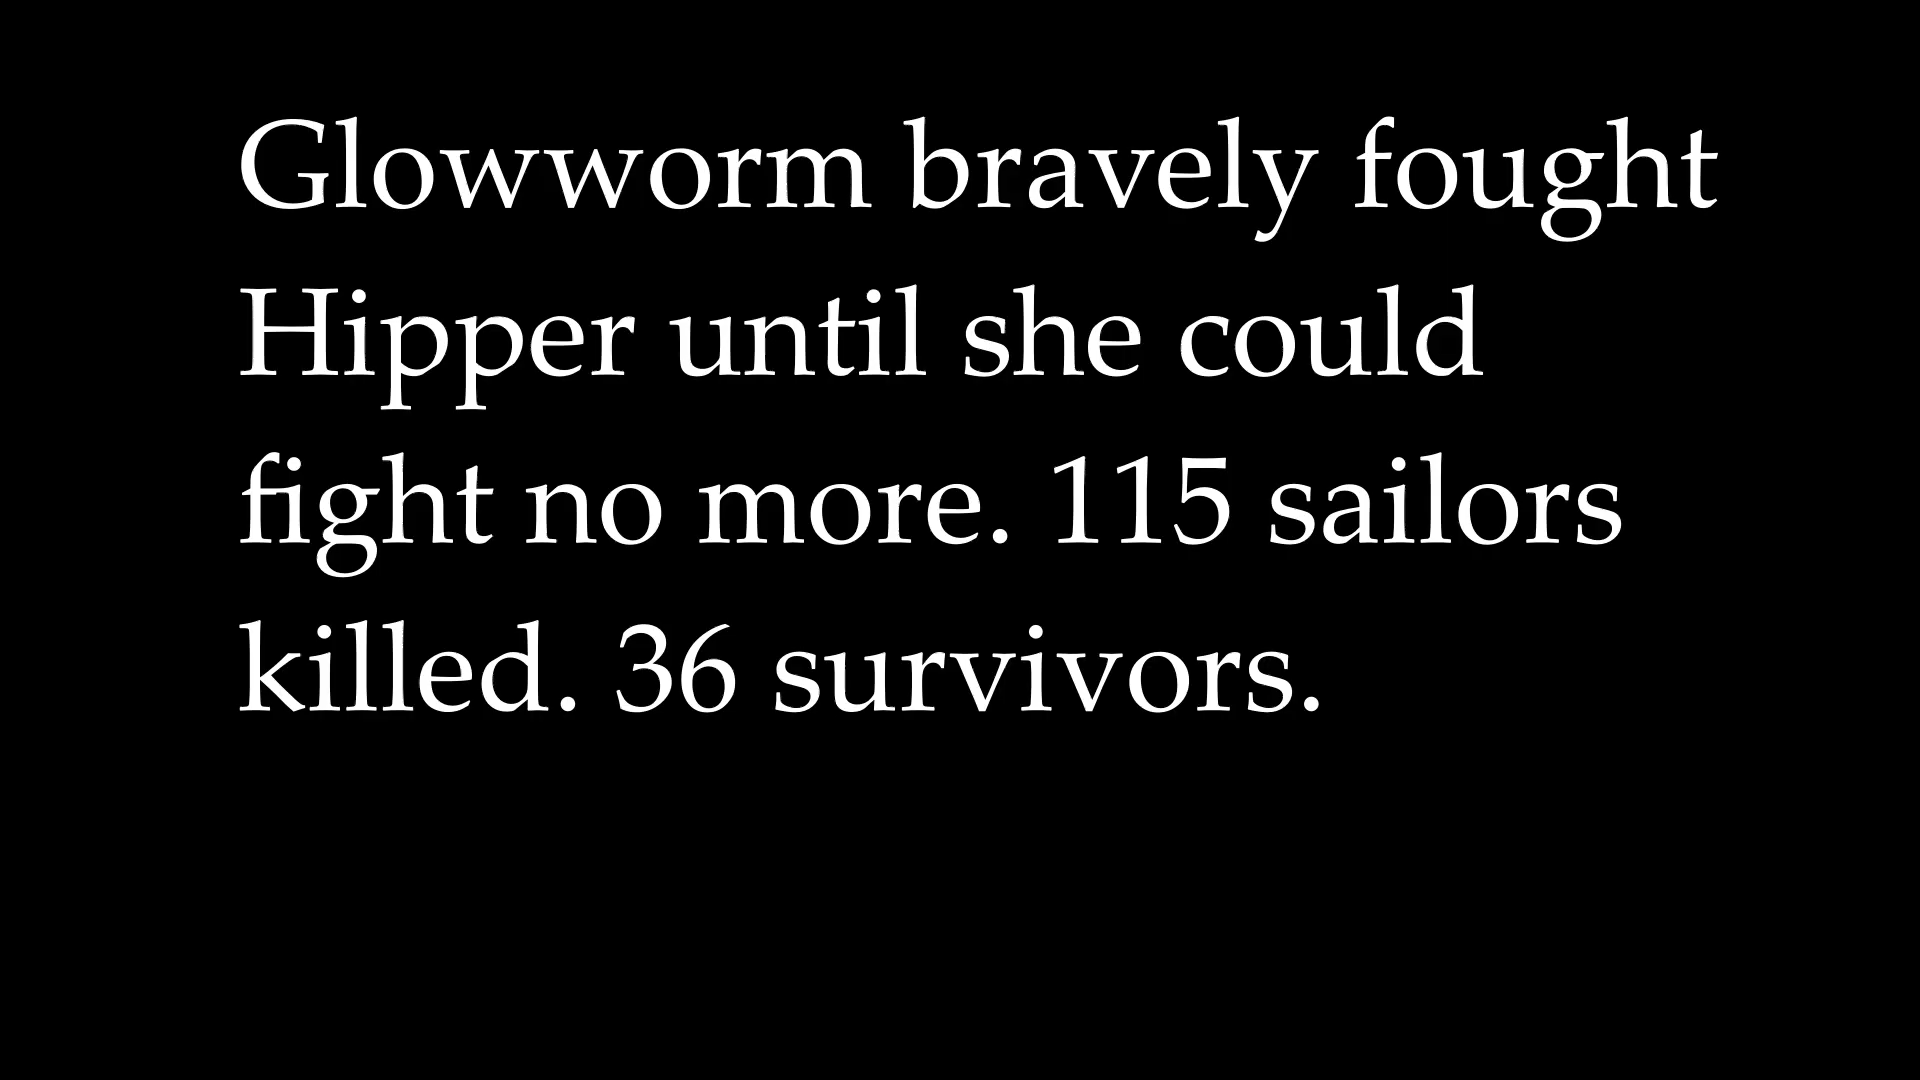 Glowworm bravely fought
Hipper until she could
fight no more. 115 sailors
killed. 36 survivors.